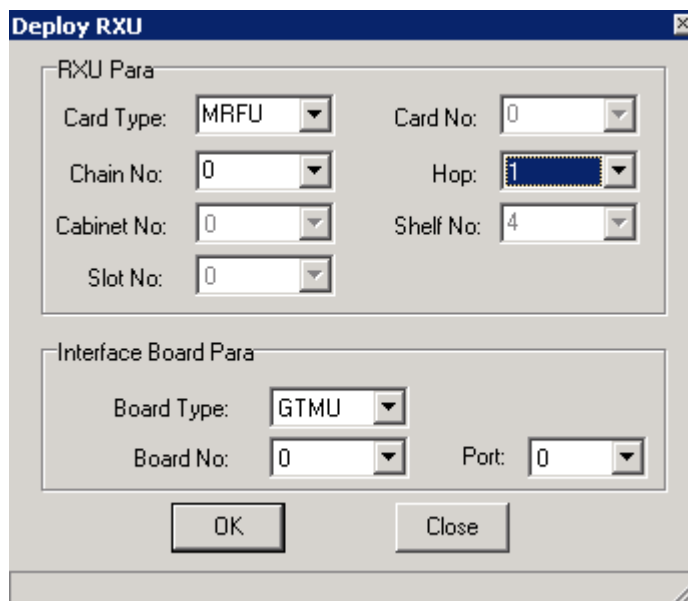 Deploy RXU
RXU Para
Card Type: MRFU Card No: 0
Chain No: 0 Hop: 1
Cabinet No: 0 Shelf No: 4
Slot No: 0
Interface Board Para
Board Type: GTMU
Board No: 0 Port: 0
OK Close